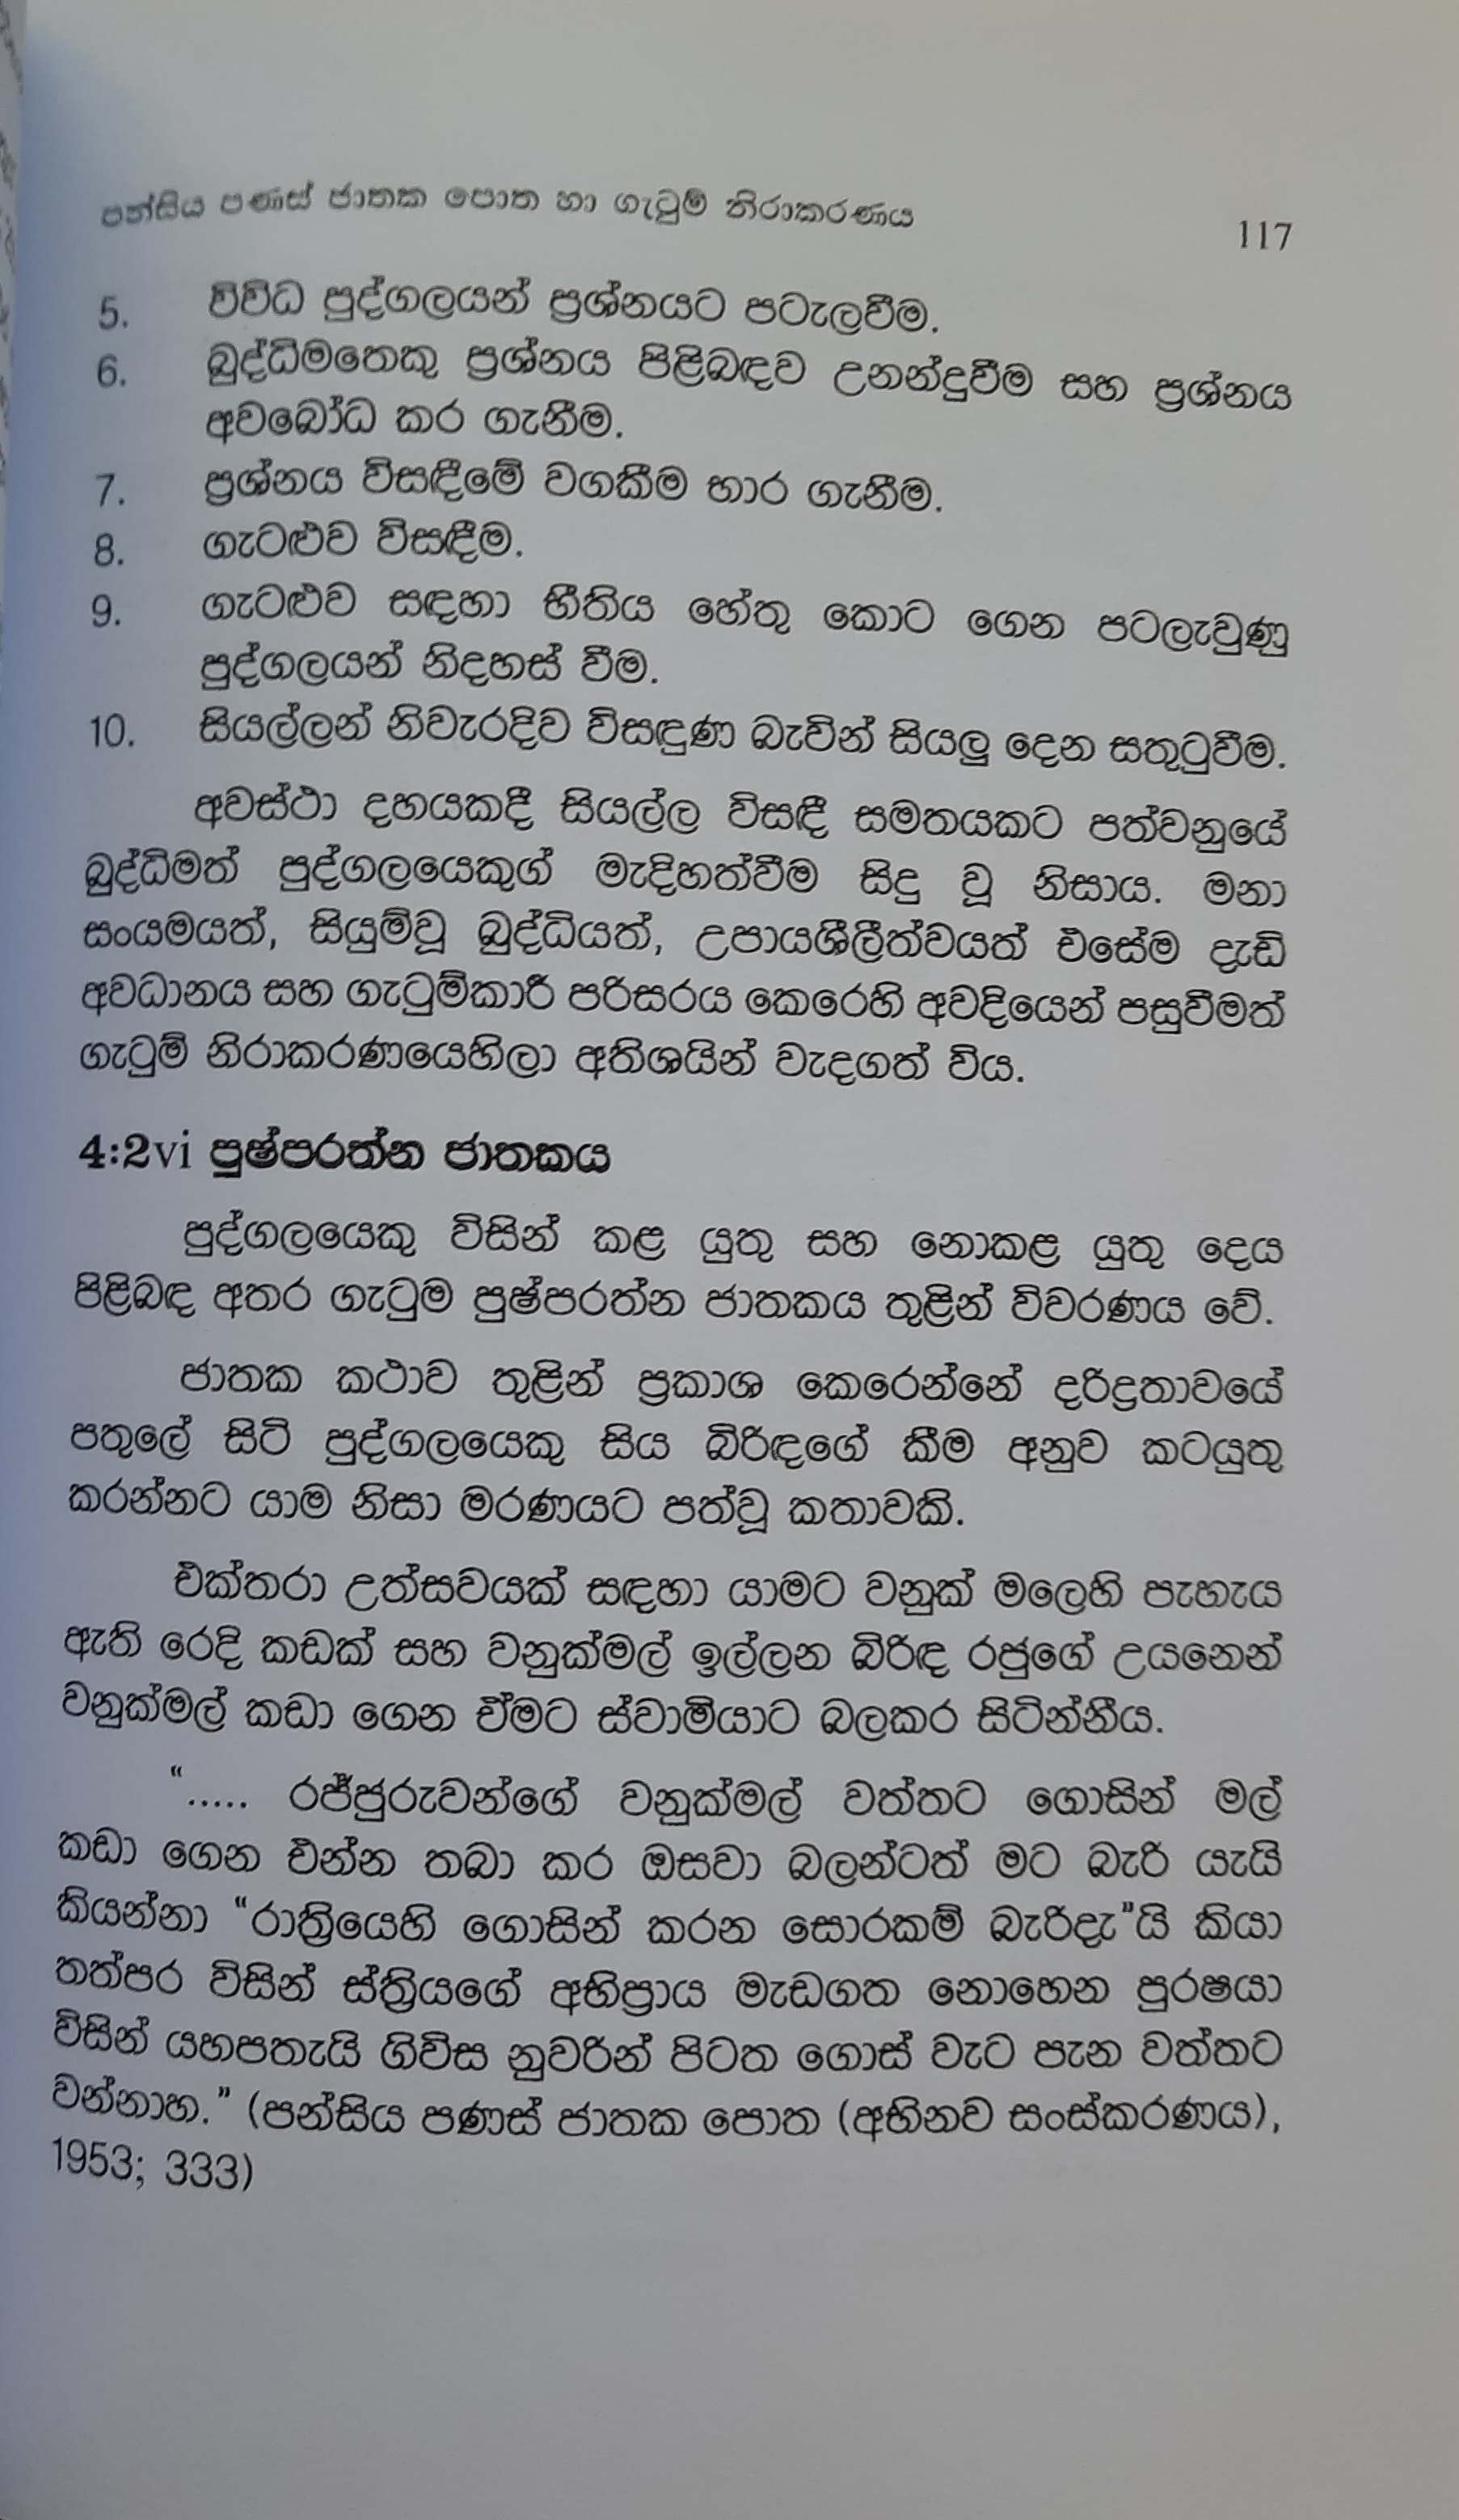 පන්සිය පණස් ජාතක පොත හා ගැටුම් නිරාකරණය 117
5. විවිධ පුද්ගලයන් ප්‍රශ්නයට පටැලවීම.
6. බුද්ධිමතෙකු ප්‍රශ්නය පිළිබඳව උනන්දුවීම සහ ප්‍රශ්නය
අවබෝධ කර ගැනීම.
7. ප්‍රශ්නය විසඳීමේ වගකීම භාර ගැනීම.
8. ගැටළුව විසඳීම.
9. ගැටළුව සඳහා භීතිය හේතු කොට ගෙන පටලැවුණු
පුද්ගලයන් නිදහස් වීම.
10. සියල්ලන් නිවැරදිව විසඳුණ බැවින් සියලු දෙන සතුටුවීම.
අවස්ථා දහයකදී සියල්ල විසඳී සමතයකට පත්වනුයේ
බුද්ධිමත් පුද්ගලයෙකුග් මැදිහත්වීම සිදු වූ නිසාය. මනා
සංයමයත්, සියුම්වූ බුද්ධියත්, උපායශීලීත්වයත් එසේම දැඩි
අවධානය සහ ගැටුම්කාරී පරිසරය කෙරෙහි අවදියෙන් පසුවීමත්
ගැටුම් නිරාකරණයෙහිලා අතිශයින් වැදගත් විය.
4:2vi පුෂ්පරත්න ජාතකය
පුද්ගලයෙකු විසින් කළ යුතු සහ නොකළ යුතු දෙය
පිළිබඳ අතර ගැටුම පුෂ්පරත්න ජාතකය තුළින් විවරණය වේ.
ජාතක කථාව තුළින් ප්‍රකාශ කෙරෙන්නේ දරිද්‍රතාවයේ
පතුලේ සිටි පුද්ගලයෙකු සිය බිරිඳගේ කීම අනුව කටයුතු
කරන්නට යාම නිසා මරණයට පත්වූ කතාවකි.
එක්තරා උත්සවයක් සඳහා යාමට වනුක් මලෙහි පැහැය
ඇති රෙදි කඩක් සහ වනුක්මල් ඉල්ලන බිරිඳ රජුගේ උයනෙන්
වනුක්මල් කඩා ගෙන ඒමට ස්වාමියාට බලකර සිටින්නීය.
“..... රජ්ජුරුවන්ගේ වනුක්මල් වත්තට ගොසින් මල්
කඩා ගෙන එන්න තබා කර ඔසවා බලන්ටත් මට බැරි යැයි
කියන්නා “රාත්‍රියෙහි ගොසින් කරන සොරකම් බැරිදැ”යි කියා
තත්පර විසින් ස්ත්‍රියගේ අභිප්‍රාය මැඩගත නොහෙන පුරෂයා
විසින් යහපතැයි ගිවිස නුවරින් පිටත ගොස් වැට පැන වත්තට
වන්නාහ.” (පන්සිය පණස් ජාතක පොත (අභිනව සංස්කරණය),
1953; 333)